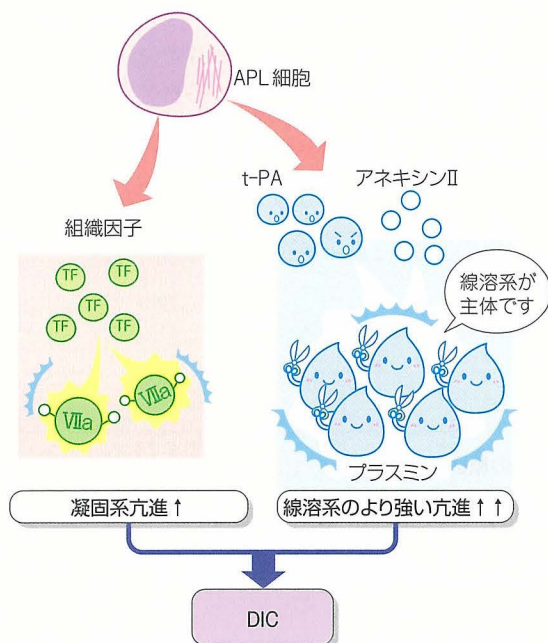 APL 細胞
t-PA
アネキシンII
組織因子
TF
TF
TF
TF
TF
VIIa
VIIa
線溶系が
主体です
プラスミン
凝固系亢進↑
線溶系のより強い亢進↑↑
DIC